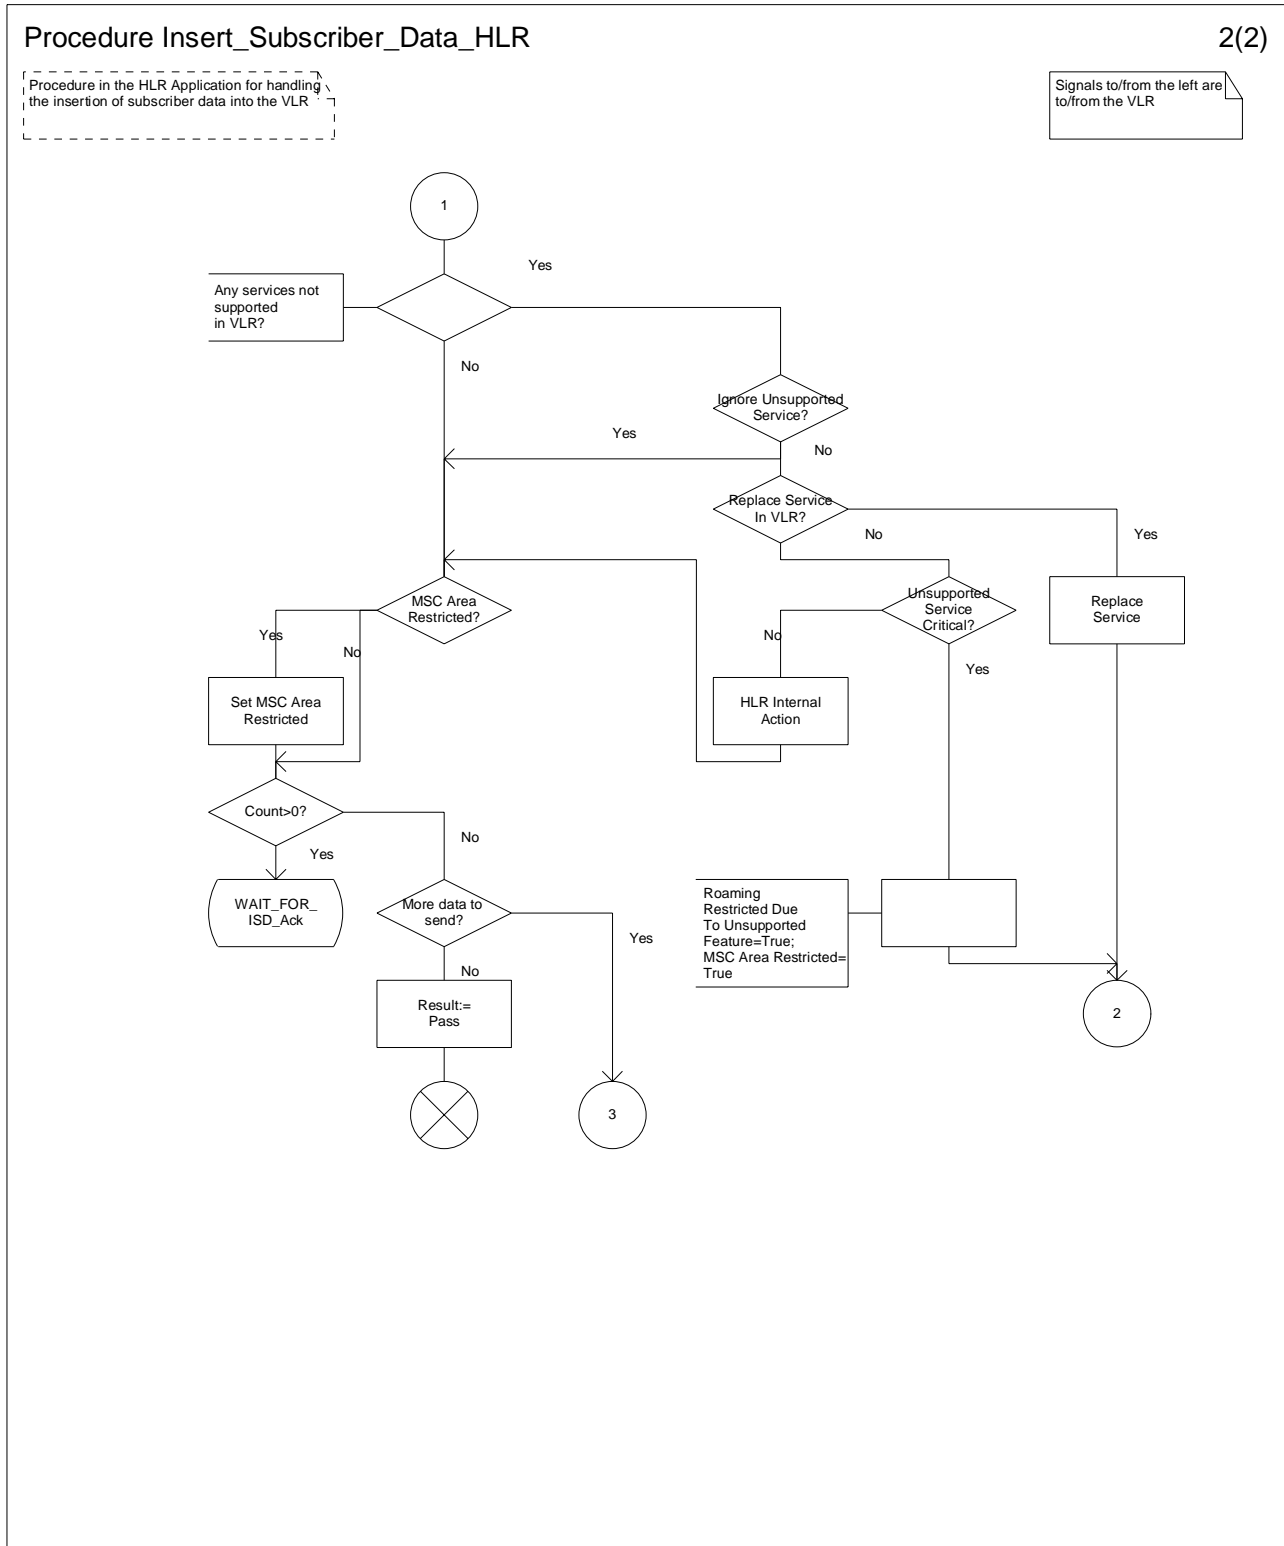 Procedure Insert_Subscriber_Data_HLR
2(2)
Procedure in the HLR Application for handling
the insertion of subscriber data into the VLR
Signals to/from the left are
to/from the VLR
1
Yes
Any services not
supported
in VLR?
No
Ignore Unsupported
Service?
Yes
No
Replace Service
In VLR?
No
Yes
MSC Area
Restricted?
Unsupported
Service
Critical?
Replace
Service
Yes
No
No
Yes
Set MSC Area
Restricted
HLR Internal
Action
Count>0?
No
Yes
WAIT_FOR_
ISD_Ack
More data to
send?
Roaming
Restricted Due
To Unsupported
Feature=True;
MSC Area Restricted=
True
Yes
No
Result:=
Pass
2
3